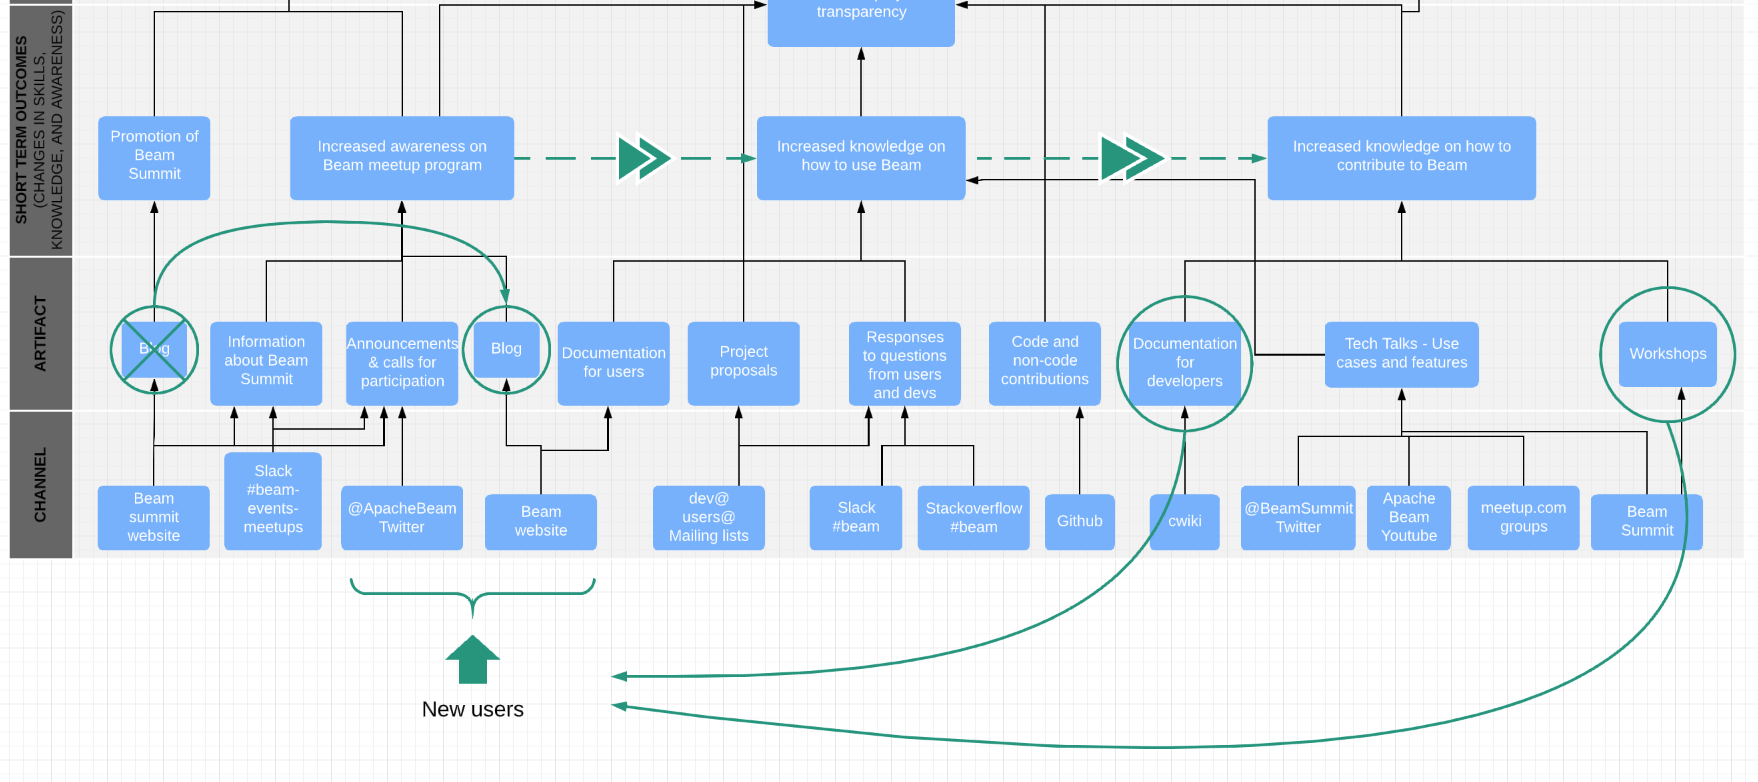 transparency
SHORT TERM OUTCOMES
(CHANGES IN SKILLS,
KNOWLEDGE, AND AWARENESS)
Promotion of
Beam
Summit
Increased awareness on
Beam meetup program
Increased knowledge on
how to use Beam
Increased knowledge on how to
contribute to Beam
ARTIFACT
Blog
Information
about Beam
Summit
Announcements
& calls for
participation
Blog
Documentation
for users
Project
proposals
Responses
to questions
from users
and devs
Code and
non-code
contributions
Documentation
for
developers
Tech Talks - Use
cases and features
Workshops
CHANNEL
Beam
summit
website
Slack
#beam-
events-
meetups
@ApacheBeam
Twitter
Beam
website
dev@
users@
Mailing lists
Slack
#beam
Stackoverflow
#beam
Github
cwiki
@BeamSummit
Twitter
Apache
Beam
Youtube
meetup.com
groups
Beam
Summit
New users